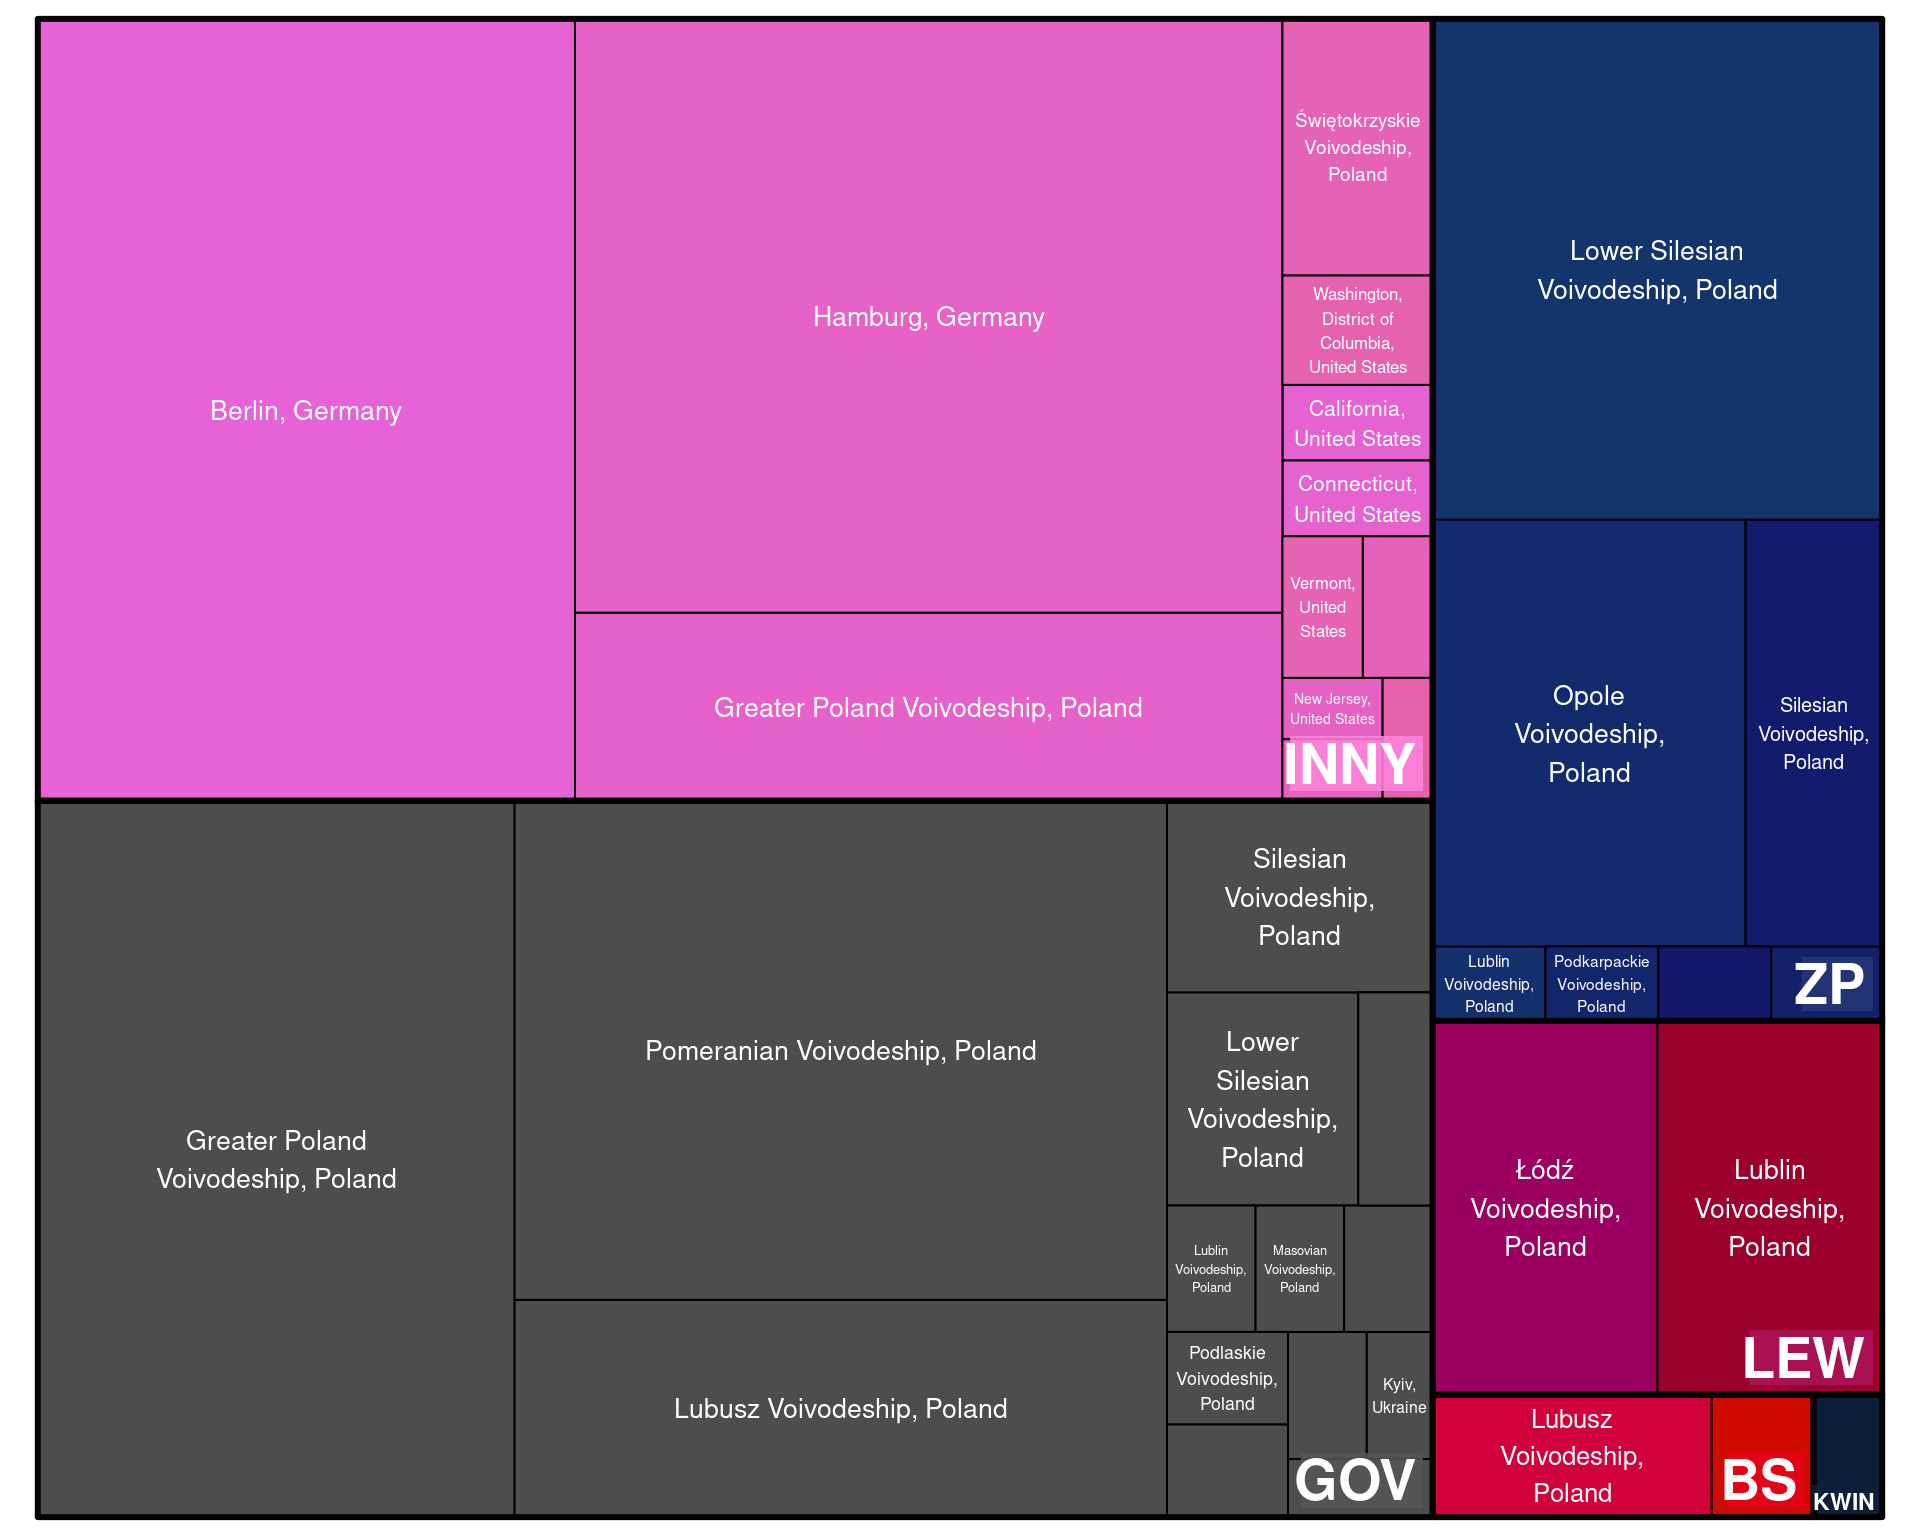 Berlin, Germany
Hamburg, Germany
Greater Poland Voivodeship, Poland
Świętokrzyskie
Voivodeship,
Poland
Washington,
District of
Columbia,
United States
California,
United States
Connecticut,
United States
Vermont,
United
States
New Jersey,
United States
INNY
Greater Poland
Voivodeship, Poland
Pomeranian Voivodeship, Poland
Lubusz Voivodeship, Poland
Silesian
Voivodeship,
Poland
Lower
Silesian
Voivodeship,
Poland
Lublin
Voivodeship,
Poland
Masovian
Voivodeship,
Poland
Podlaskie
Voivodeship,
Poland
Kyiv,
Ukraine
GOV
Lower Silesian
Voivodeship, Poland
Opole
Voivodeship,
Poland
Silesian
Voivodeship,
Poland
Lublin
Voivodeship,
Poland
Podkarpackie
Voivodeship,
Poland
ZP
Łódź
Voivodeship,
Poland
Lublin
Voivodeship,
Poland
LEW
Lubusz
Voivodeship,
Poland
BS
KWIN